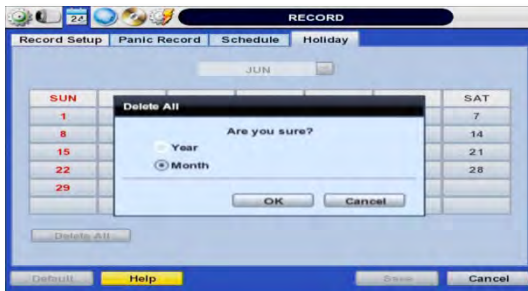 24
RECORD
Record Setup Panic Record Schedule Holiday
JUN
SUN SAT
Delete All
1 7
Are you sure?
8 14
Year
15 21
Month
22 28
29
OK Cancel
Delete All
Default Help Save Cancel